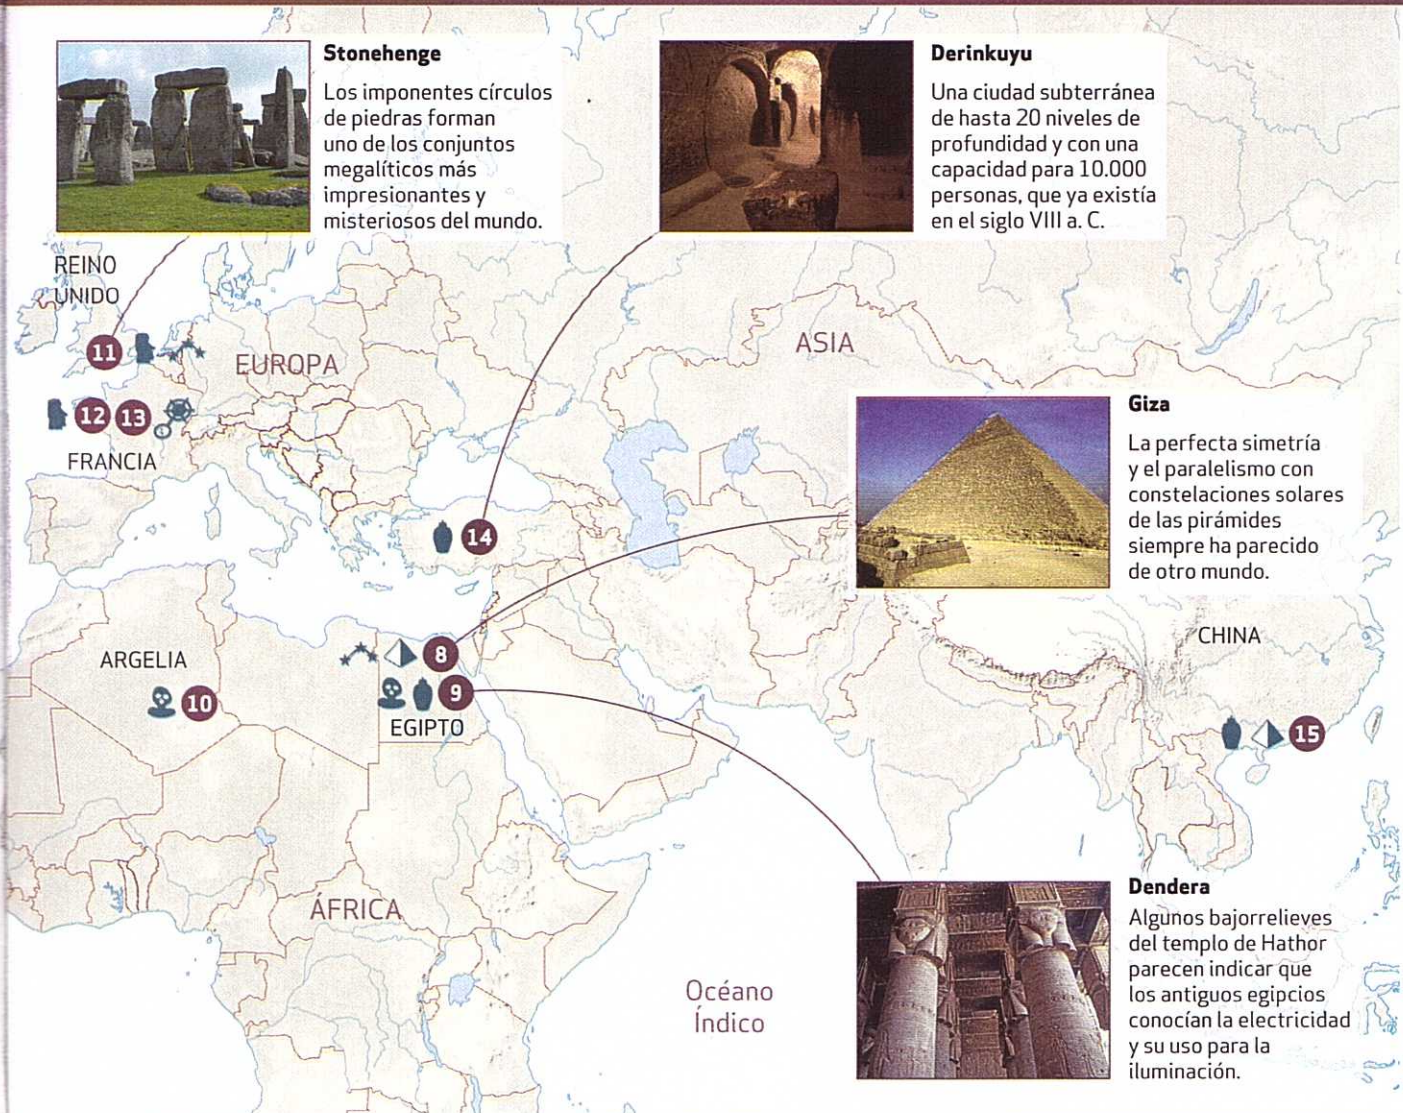 Stonehenge
Los imponentes círculos
de piedras forman
uno de los conjuntos
megalíticos más
impresionantes y
misteriosos del mundo.
Derinkuyu
Una ciudad subterránea
de hasta 20 niveles de
profundidad y con una
capacidad para 10.000
personas, que ya existía
en el siglo VIII a. C.
REINO
UNIDO
11
EUROPA
ASIA
12 13
FRANCIA
14
Giza
La perfecta simetría
y el paralelismo con
constelaciones solares
de las pirámides
siempre ha parecido
de otro mundo.
ARGELIA
10
8
9
EGIPTO
CHINA
15
ÁFRICA
Océano
Índico
Dendera
Algunos bajorrelieves
del templo de Hathor
parecen indicar que
los antiguos egipcios
conocían la electricidad
y su uso para la
iluminación.